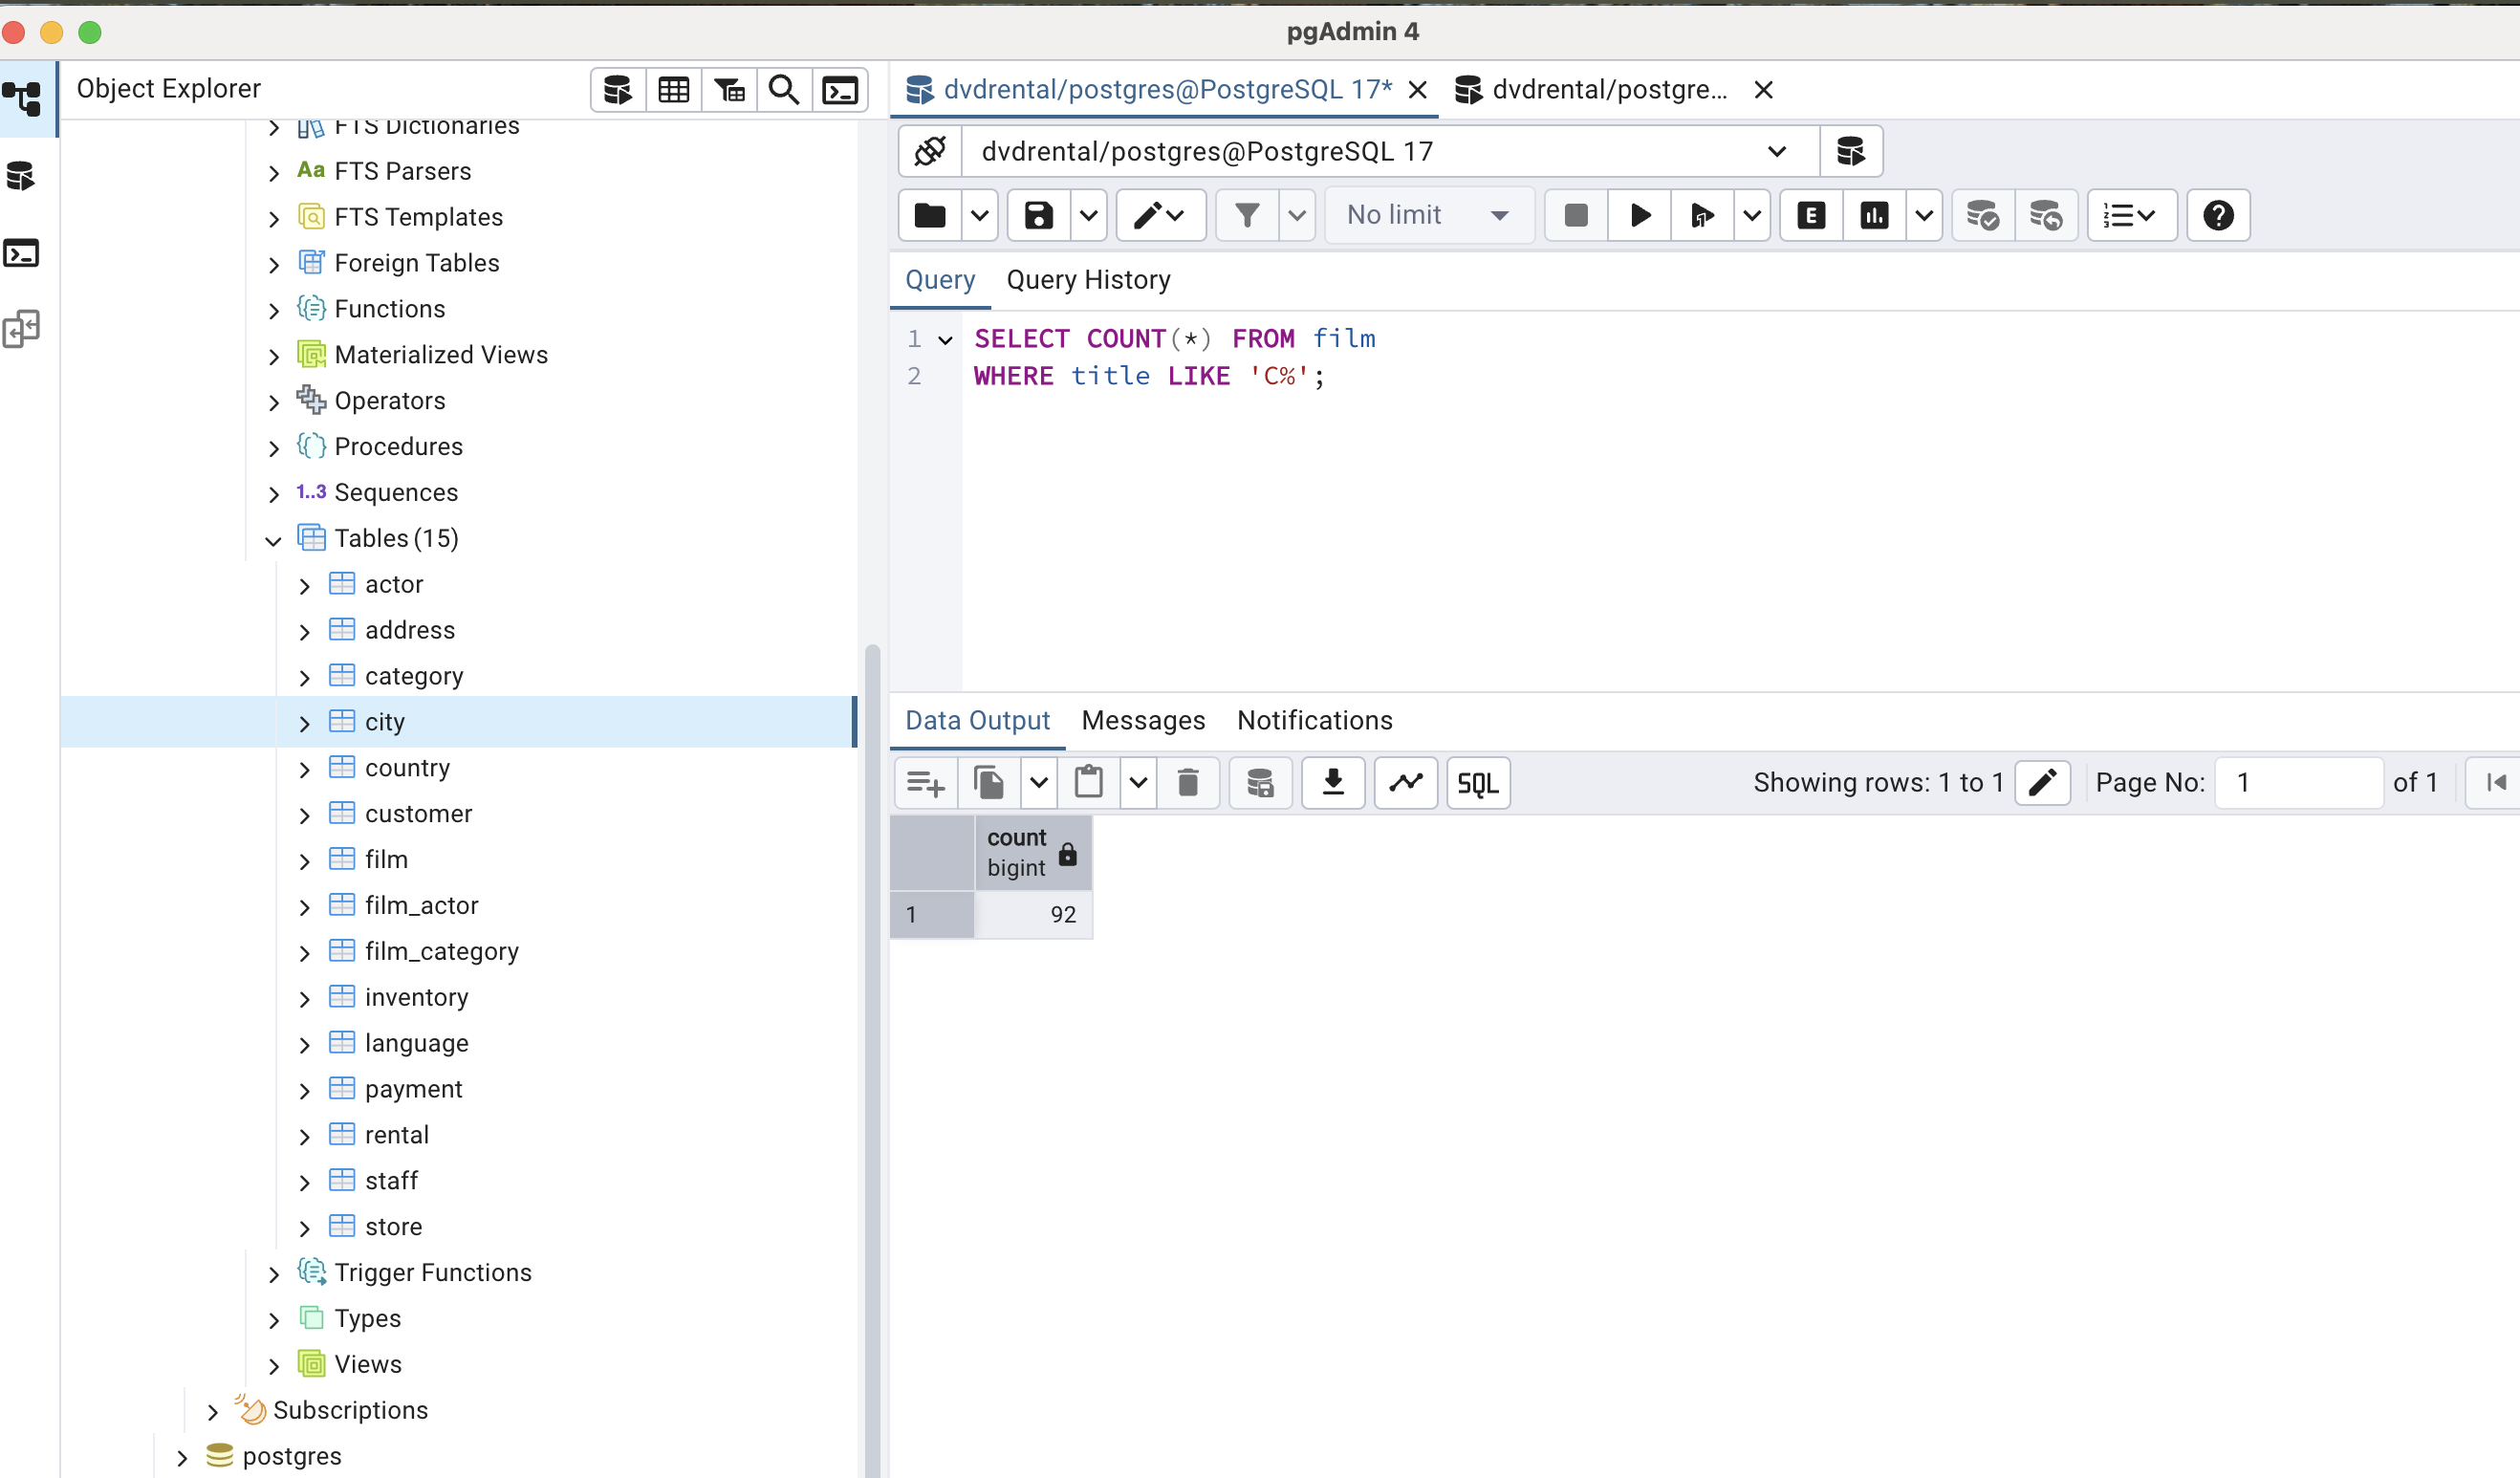 pgAdmin 4
Object Explorer
FTS Dictionaries
Aa FTS Parsers
FTS Templates
Foreign Tables
Functions
Materialized Views
Operators
Procedures
1..3 Sequences
Tables (15)
actor
address
category
city
country
customer
film
film_actor
film_category
inventory
language
payment
rental
staff
store
Trigger Functions
Types
Views
Subscriptions
postgres
dvdrental/postgres@PostgreSQL 17*
dvdrental/postgre...
dvdrental/postgres@PostgreSQL 17
No limit
E
Query Query History
1 SELECT COUNT(*) FROM film
2 WHERE title LIKE 'C%';
Data Output Messages Notifications
SQL
Showing rows: 1 to 1
Page No: 1 of 1
count
bigint
1 92